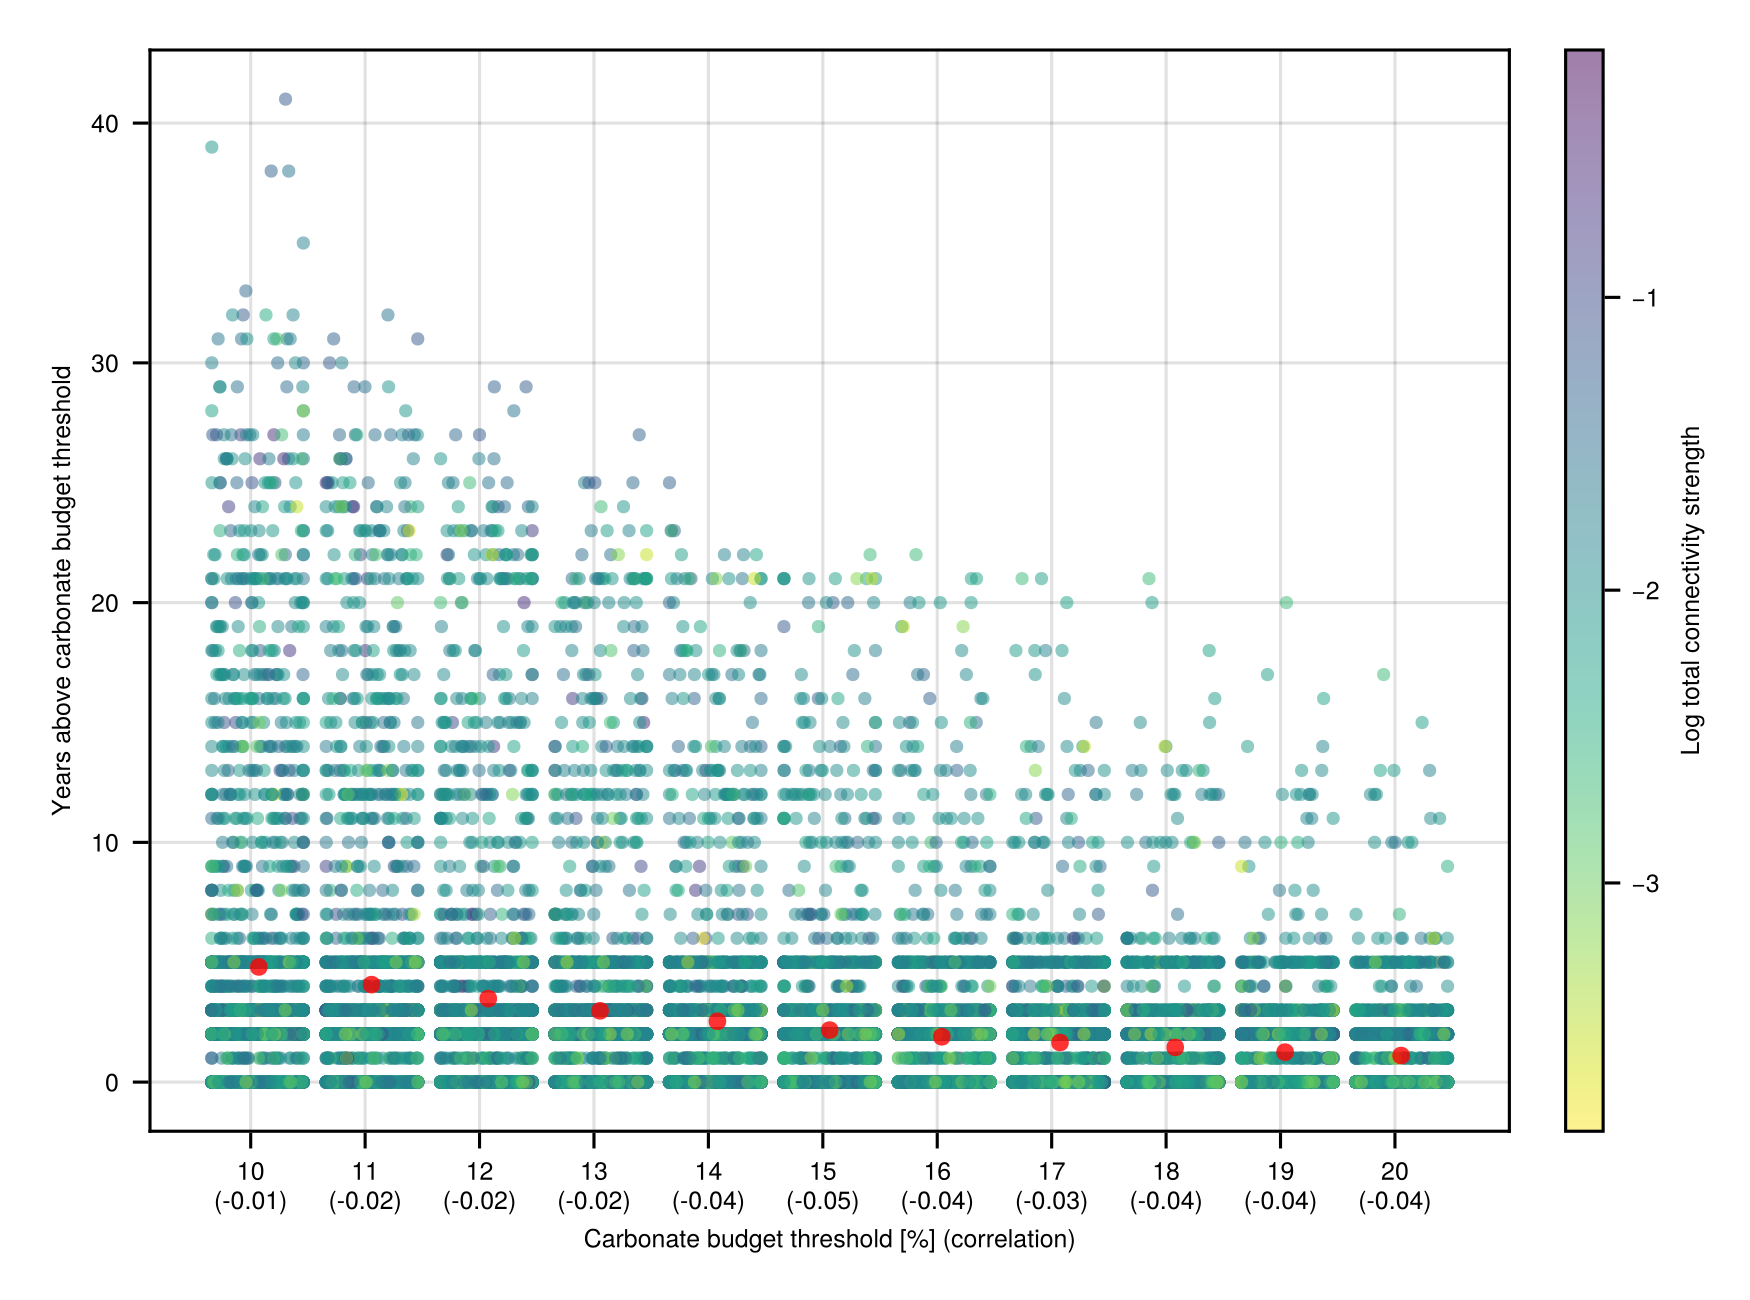 40
30
20
10
0
Years above carbonate budget threshold
10 11 12 13 14 15 16 17 18 19 20
(-0.01) (-0.02) (-0.02) (-0.02) (-0.04) (-0.05) (-0.04) (-0.03) (-0.04) (-0.04) (-0.04)
Carbonate budget threshold [%] (correlation)
−1
−2
−3
Log total connectivity strength